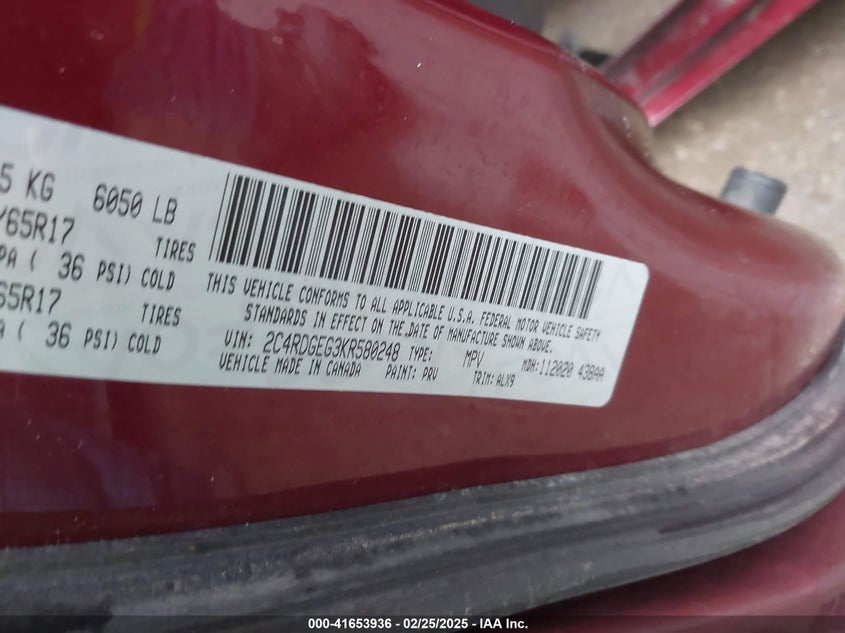 5 KG 6050 LB
/65R17 TIRES
PA ( 36 PSI) COLD
65R17 TIRES
A ( 36 PSI) COLD
THIS VEHICLE CONFORMS TO ALL APPLICABLE U.S.A. FEDERAL MOTOR VEHICLE SAFETY
STANDARDS IN EFFECT ON THE DATE OF MANUFACTURE SHOWN ABOVE.
VIN: 2C4RDGEG3KR580248 TYPE: MPV MDH: 112020 438AA
VEHICLE MADE IN CANADA PAINT: PRV TRIM: ALX9
000-41653936 - 02/25/2025 - IAA Inc.